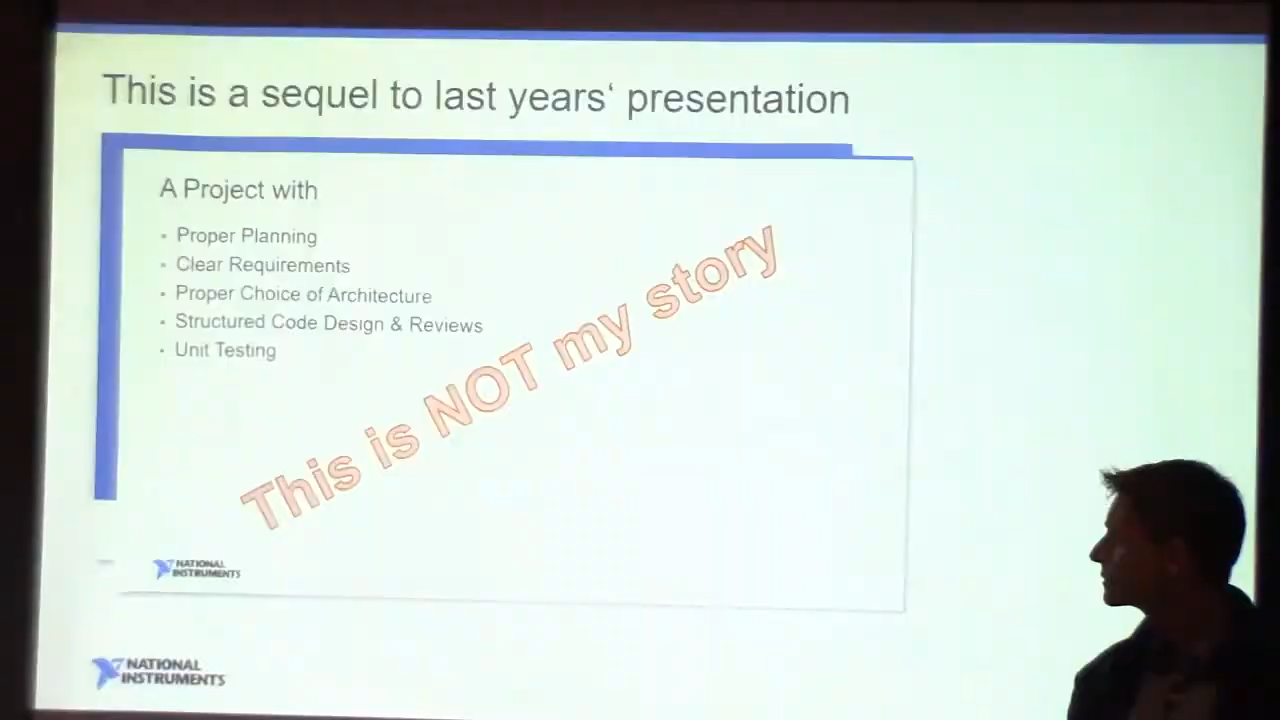 This is a sequel to last years‘ presentation
A Project with
• Proper Planning
• Clear Requirements
• Proper Choice of Architecture
• Structured Code Design & Reviews
• Unit Testing
This is NOT my story
NATIONAL
INSTRUMENTS
NATIONAL
INSTRUMENTS